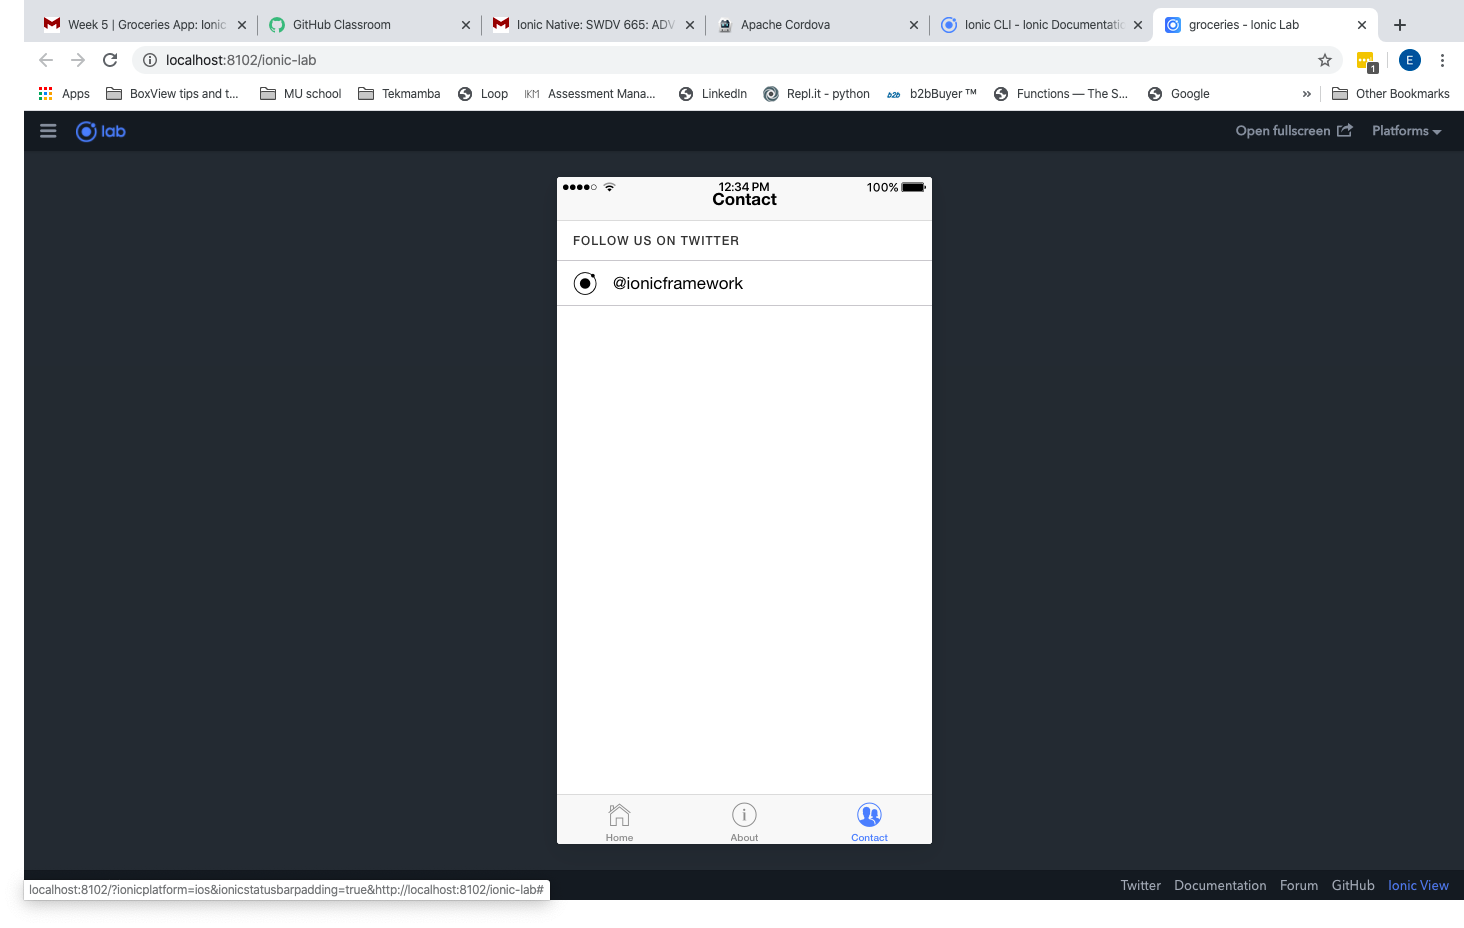 Week 5 | Groceries App: Ionic
GitHub Classroom
Ionic Native: SWDV 665: ADV
Apache Cordova
Ionic CLI - Ionic Documentatic
groceries - Ionic Lab
localhost:8102/ionic-lab
1
E
Apps
BoxView tips and t...
MU school
Tekmamba
Loop
IKM Assessment Mana...
LinkedIn
Repl.it - python
b2b b2bBuyer ™
Functions — The S...
Google
»
Other Bookmarks
lab
Open fullscreen
Platforms
12:34 PM
100%
Contact
FOLLOW US ON TWITTER
@ionicframework
Home
About
Contact
localhost:8102/?ionicplatform=ios&ionicstatusbarpadding=true&http://localhost:8102/ionic-lab#
Twitter
Documentation
Forum
GitHub
Ionic View